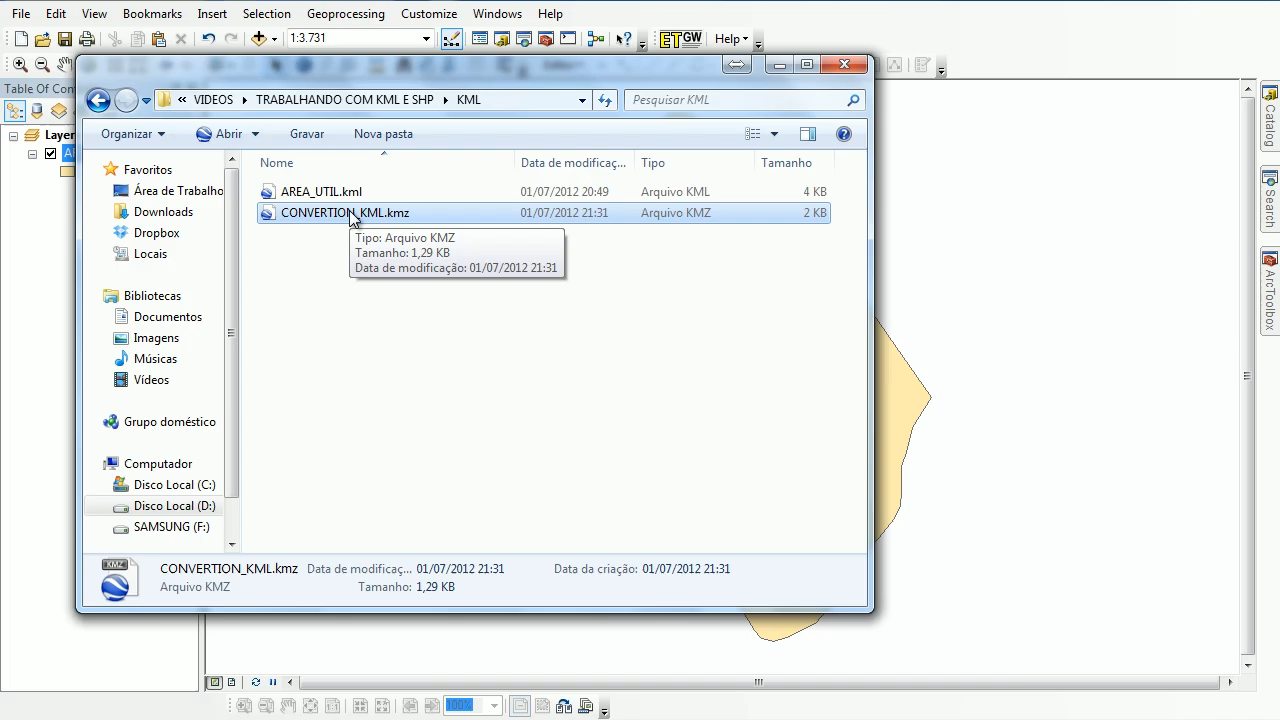 File Edit View Bookmarks Insert Selection Geoprocessing Customize Windows Help
1:3.731 ET GW Help
Table Of Con
« VIDEOS TRABALHANDO COM KML E SHP KML Pesquisar KML
Organizar Abrir Gravar Nova pasta
Layer
Nome Data de modificaç... Tipo Tamanho
Favoritos
Área de Trabalho
Downloads
Dropbox
Locais
Bibliotecas
Documentos
Imagens
Músicas
Vídeos
Grupo doméstico
Computador
Disco Local (C:)
Disco Local (D:)
SAMSUNG (F:)
AREA_UTIL.kml 01/07/2012 20:49 Arquivo KML 4 KB
CONVERTION_KML.kmz 01/07/2012 21:31 Arquivo KMZ 2 KB
Tipo: Arquivo KMZ
Tamanho: 1,29 KB
Data de modificação: 01/07/2012 21:31
KMZ
CONVERTION_KML.kmz Data de modificaç... 01/07/2012 21:31 Data da criação: 01/07/2012 21:31
Arquivo KMZ Tamanho: 1,29 KB
Catalog
Search
ArcToolbox
100%